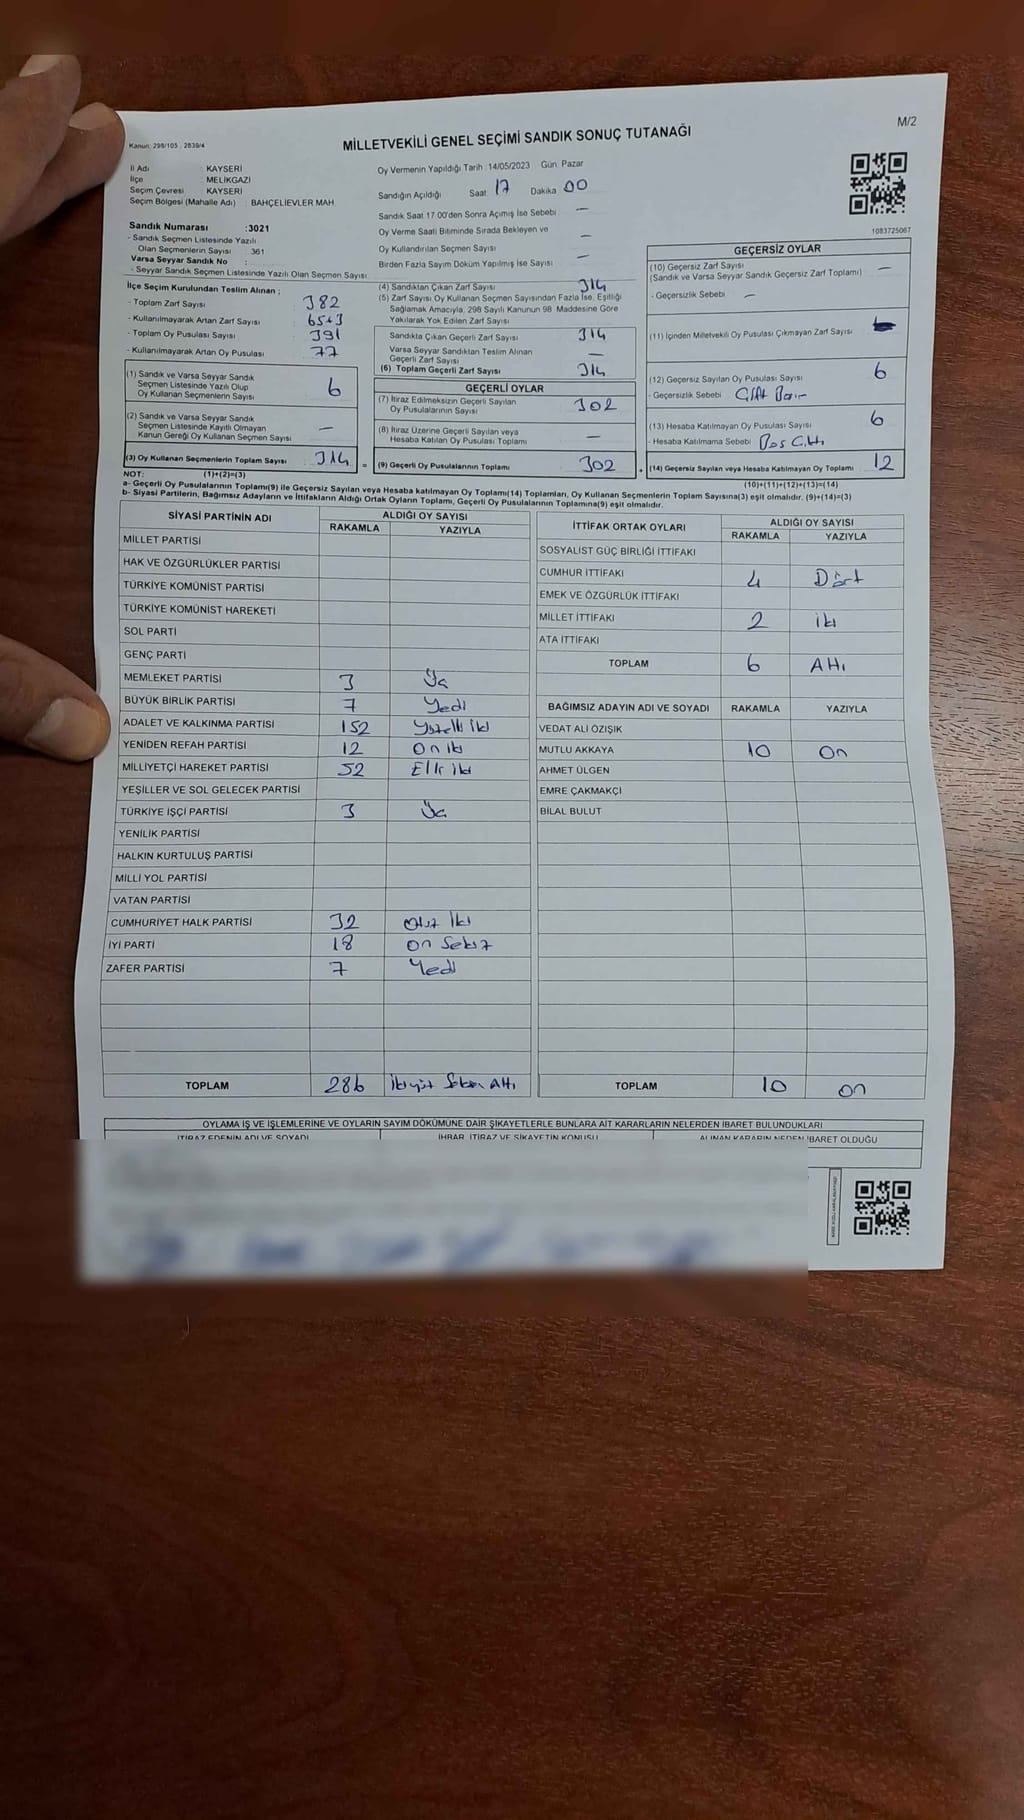 M/2
Kanun: 298/105, 2839/4
MİLLETVEKİLİ GENEL SEÇİMİ SANDIK SONUÇ TUTANAĞI
İl Adı : KAYSERİ
İlçe : MELİKGAZİ
Seçim Çevresi : KAYSERİ
Seçim Bölgesi (Mahalle Adı) : BAHÇELİEVLER MAH
Sandık Numarası :3021
- Sandık Seçmen Listesinde Yazılı
Olan Seçmenlerin Sayısı : 361
Varsa Seyyar Sandık No :
- Seyyar Sandık Seçmen Listesinde Yazılı Olan Seçmen Sayısı
Oy Vermenin Yapıldığı Tarih :14/05/2023 Gün: Pazar
Sandığın Açıldığı Saat: 17 Dakika 00
Sandık Saat 17.00'den Sonra Açılmış İse Sebebi : —
Oy Verme Saati Bitiminde Sırada Bekleyen ve
Oy Kullandırılan Seçmen Sayısı —
Birden Fazla Sayım Döküm Yapılmış İse Sayısı —
1083725067
İlçe Seçim Kurulundan Teslim Alınan ;
- Toplam Zarf Sayısı 382
- Kullanılmayarak Artan Zarf Sayısı 65+3
- Toplam Oy Pusulası Sayısı 391
- Kullanılmayarak Artan Oy Pusulası 77
(1) Sandık ve Varsa Seyyar Sandık
Seçmen Listesinde Yazılı Olup
Oy Kullanan Seçmenlerin Sayısı 6
(2) Sandık ve Varsa Seyyar Sandık
Seçmen Listesinde Kayıtlı Olmayan
Kanun Gereği Oy Kullanan Seçmen Sayısı —
(3) Oy Kullanan Seçmenlerin Toplam Sayısı 314
(4) Sandıktan Çıkan Zarf Sayısı 314
(5) Zarf Sayısı Oy Kullanan Seçmen Sayısından Fazla İse, Eşitliği
Sağlamak Amacıyla, 298 Sayılı Kanunun 98. Maddesine Göre
Yakılarak Yok Edilen Zarf Sayısı
Sandıkta Çıkan Geçerli Zarf Sayısı 314
Varsa Seyyar Sandıktan Teslim Alınan
Geçerli Zarf Sayısı —
(6) Toplam Geçerli Zarf Sayısı 314
GEÇERLİ OYLAR
(7) İtiraz Edilmeksizin Geçerli Sayılan
Oy Pusulalarının Sayısı 302
(8) İtiraz Üzerine Geçerli Sayılan veya
Hesaba Katılan Oy Pusulası Toplamı —
= (9) Geçerli Oy Pusulalarının Toplamı 302
GEÇERSİZ OYLAR
(10) Geçersiz Zarf Sayısı
(Sandık ve Varsa Seyyar Sandık Geçersiz Zarf Toplamı) —
- Geçersizlik Sebebi —
(11) İçinden Milletvekili Oy Pusulası Çıkmayan Zarf Sayısı
(12) Geçersiz Sayılan Oy Pusulası Sayısı 6
- Geçersizlik Sebebi
(13) Hesaba Katılmayan Oy Pusulası Sayısı 6
- Hesaba Katılmama Sebebi Boş Çıktı
(14) Geçersiz Sayılan veya Hesaba Katılmayan Oy Toplamı 12
NOT: (1)+(2)=(3)
(10)+(11)+(12)+(13)=(14)
a- Geçerli Oy Pusulalarının Toplamı(9) ile Geçersiz Sayılan veya Hesaba katılmayan Oy Toplamı(14) Toplamları, Oy Kullanan Seçmenlerin Toplam Sayısına(3) eşit olmalıdır. (9)+(14)=(3)
b- Siyasi Partilerin, Bağımsız Adayların ve İttifakların Aldığı Ortak Oyların Toplamı, Geçerli Oy Pusulalarının Toplamına(9) eşit olmalıdır.
SİYASİ PARTİNİN ADI ALDIĞI OY SAYISI
RAKAMLA YAZIYLA
MİLLET PARTİSİ
HAK VE ÖZGÜRLÜKLER PARTİSİ
TÜRKİYE KOMÜNİST PARTİSİ
TÜRKİYE KOMÜNİST HAREKETİ
SOL PARTİ
GENÇ PARTİ
MEMLEKET PARTİSİ 3 Üç
BÜYÜK BİRLİK PARTİSİ 7 Yedi
ADALET VE KALKINMA PARTİSİ 152 Yüzelli iki
YENİDEN REFAH PARTİSİ 12 On iki
MİLLİYETÇİ HAREKET PARTİSİ 52 Elli iki
YEŞİLLER VE SOL GELECEK PARTİSİ
TÜRKİYE İŞÇİ PARTİSİ 3 Üç
YENİLİK PARTİSİ
HALKIN KURTULUŞ PARTİSİ
MİLLİ YOL PARTİSİ
VATAN PARTİSİ
CUMHURİYET HALK PARTİSİ 32 Otuz İki
İYİ PARTİ 18 On Sekiz
ZAFER PARTİSİ 7 Yedi
TOPLAM 286 İkiyüz Seksen Altı
İTTİFAK ORTAK OYLARI ALDIĞI OY SAYISI
RAKAMLA YAZIYLA
SOSYALİST GÜÇ BİRLİĞİ İTTİFAKI
CUMHUR İTTİFAKI 4 Dört
EMEK VE ÖZGÜRLÜK İTTİFAKI
MİLLET İTTİFAKI 2 iki
ATA İTTİFAKI
TOPLAM 6 Altı
BAĞIMSIZ ADAYIN ADI VE SOYADI RAKAMLA YAZIYLA
VEDAT ALİ ÖZIŞIK
MUTLU AKKAYA 10 On
AHMET ÜLGEN
EMRE ÇAKMAKÇİ
BİLAL BULUT
TOPLAM 10 on
OYLAMA İŞ VE İŞLEMLERİNE VE OYLARIN SAYIM DÖKÜMÜNE DAİR ŞİKAYETLERLE BUNLARA AİT KARARLARIN NELERDEN İBARET BULUNDUKLARI
İTİRAZ EDENİN ADI VE SOYADI İHBAR, İTİRAZ VE ŞİKAYETİN KONUSU ALINAN KARARIN NEDEN İBARET OLDUĞU